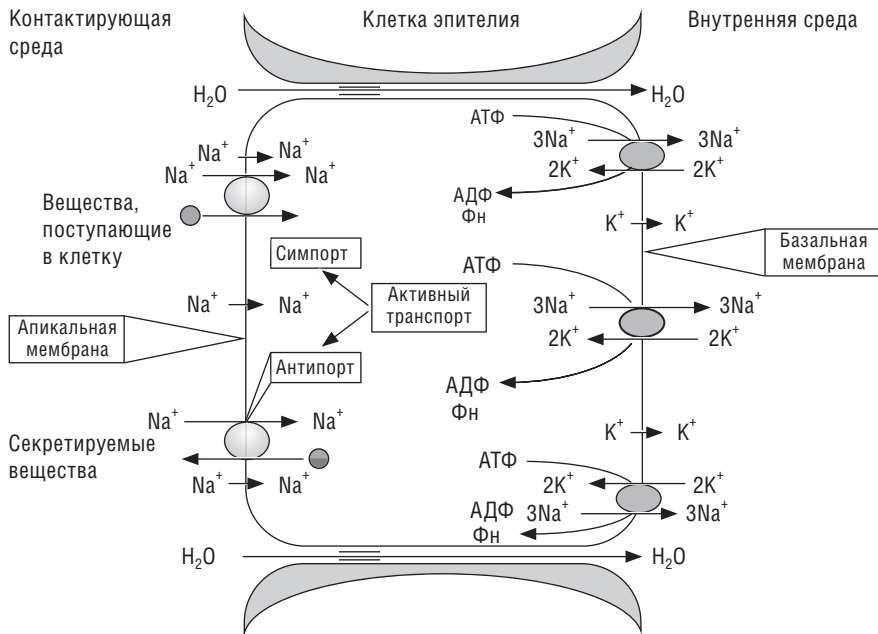 Контактирующая
среда
Клетка эпителия
Внутренняя среда
H₂O
H₂O
АТФ
3Na⁺
3Na⁺
2K⁺
2K⁺
АДФ
Фн
Na⁺
Na⁺
Na⁺
Na⁺
Вещества,
поступающие
в клетку
K⁺
K⁺
Базальная
мембрана
Симпорт
Активный
транспорт
Антипорт
АТФ
3Na⁺
3Na⁺
2K⁺
2K⁺
АДФ
Фн
Na⁺
Na⁺
Апикальная
мембрана
Na⁺
Na⁺
K⁺
K⁺
Секретируемые
вещества
Na⁺
Na⁺
АТФ
2K⁺
2K⁺
АДФ
Фн
3Na⁺
3Na⁺
H₂O
H₂O